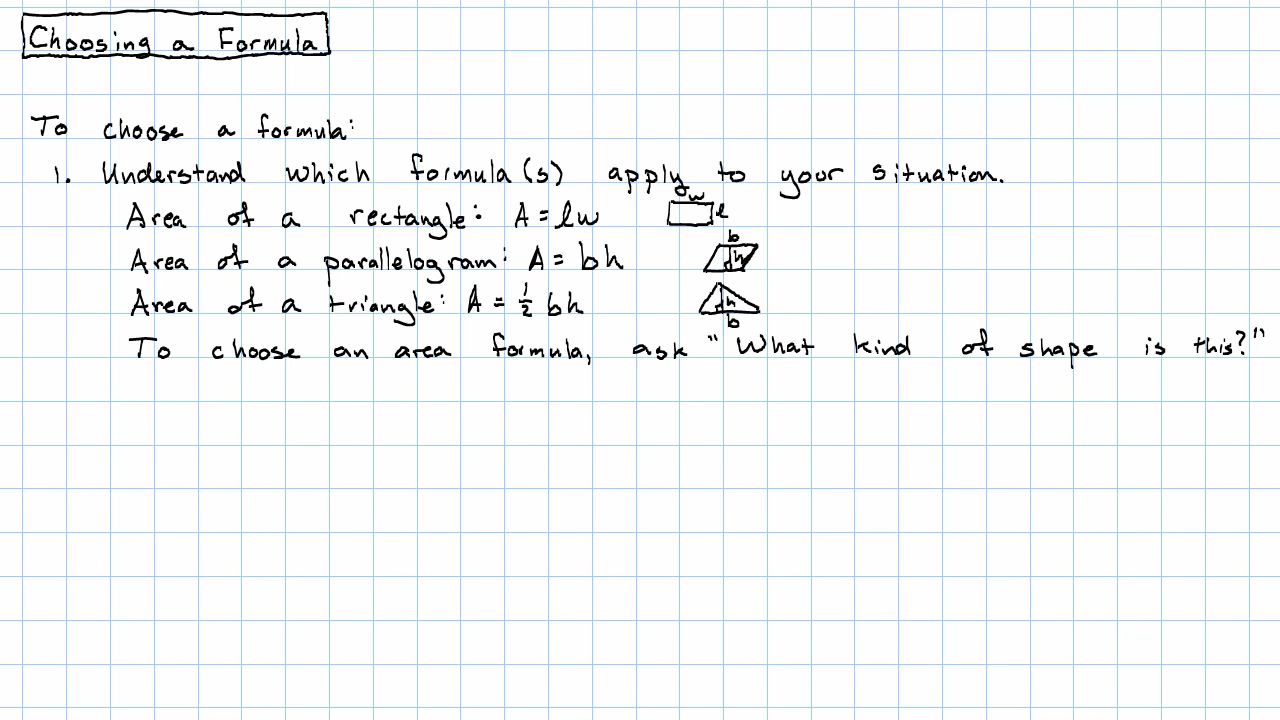 Choosing a Formula
To choose a formula:
1. Understand which formula(s) apply to your situation.
w
Area of a rectangle: A = lw l
b
Area of a parallelogram: A = bh h
Area of a triangle: A = 1/2 bh h
b
To choose an area formula, ask "What kind of shape is this?"